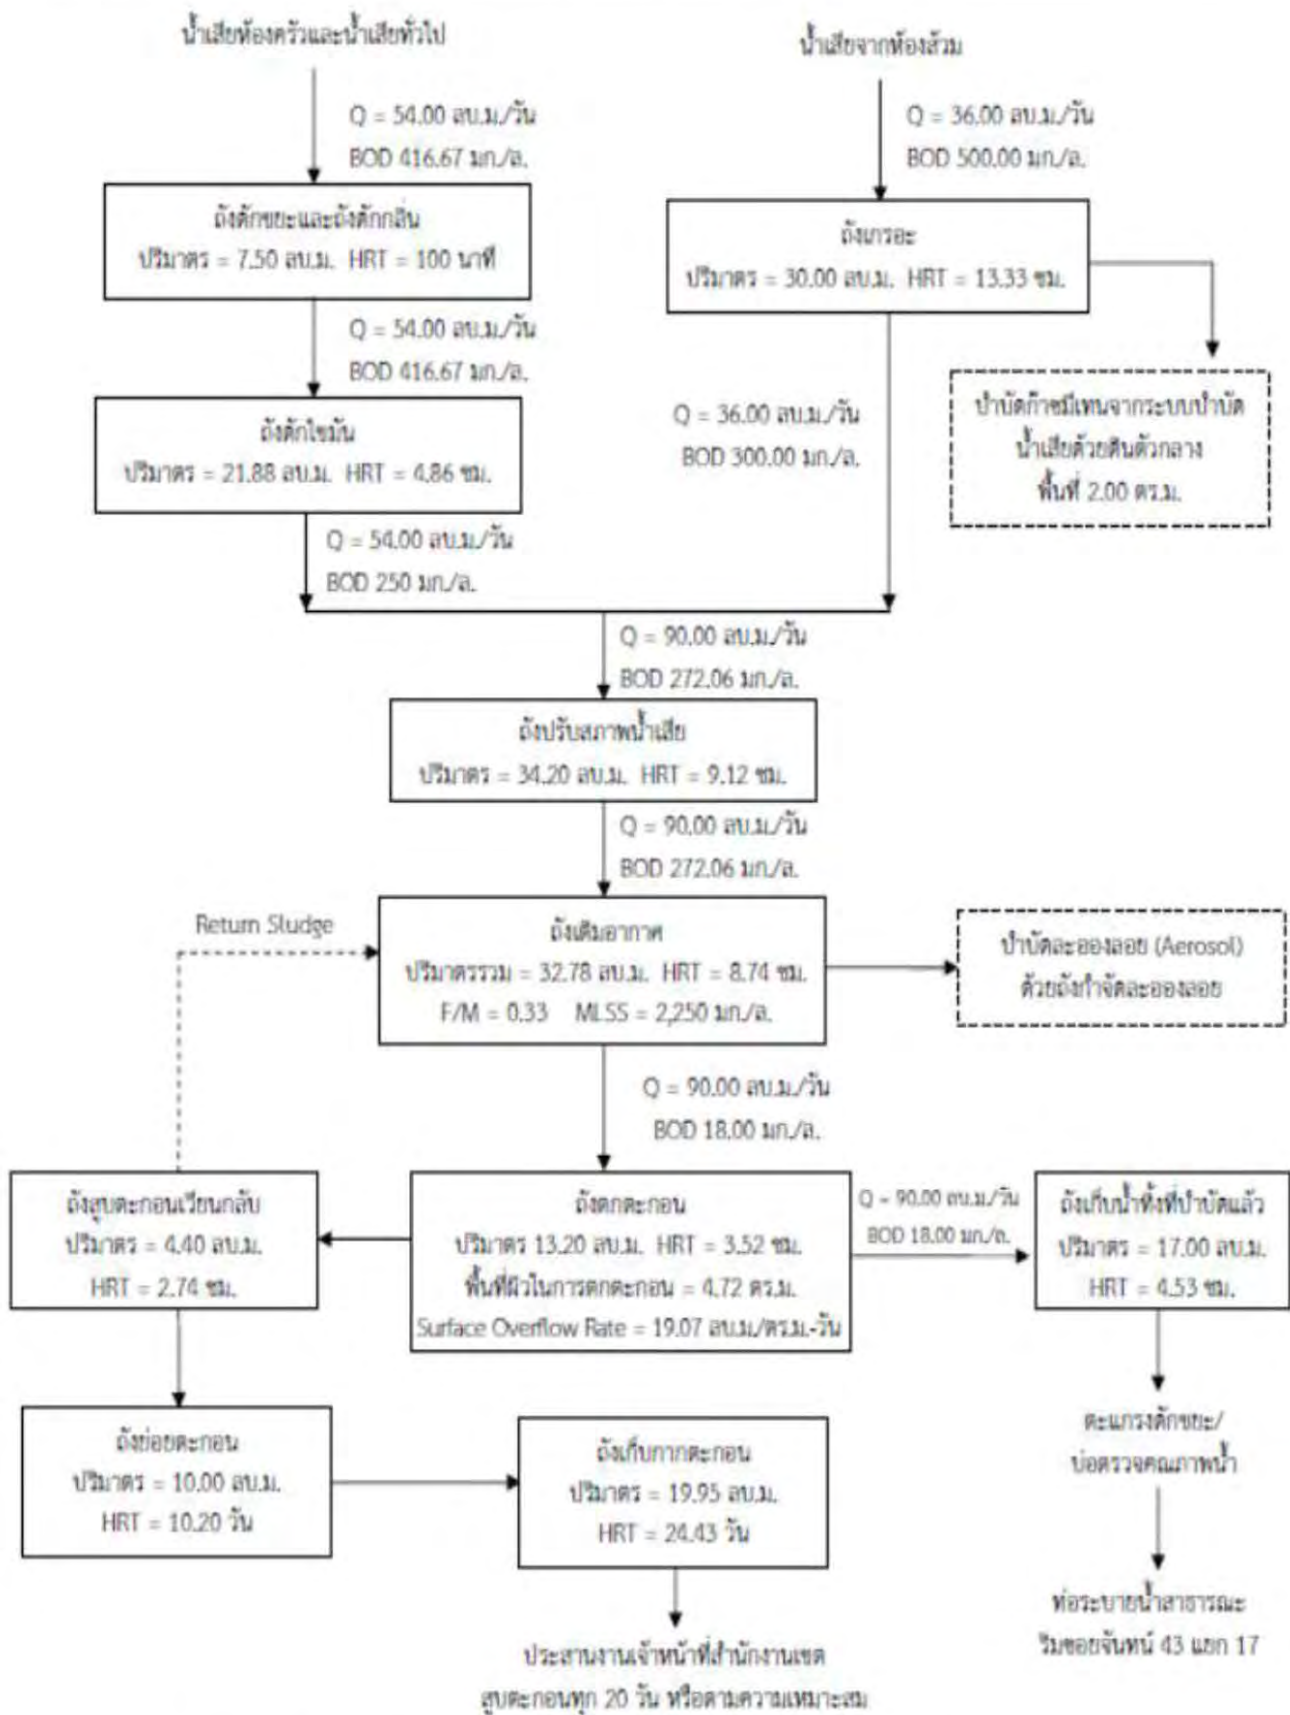 น้ำเสียห้องครัวและน้ำเสียทั่วไป
Q = 54.00 ลบ.ม./วัน
BOD 416.67 มก./ล.
ถังดักขยะและถังดักกลิ่น
ปริมาตร = 7.50 ลบ.ม. HRT = 100 นาที
Q = 54.00 ลบ.ม./วัน
BOD 416.67 มก./ล.
ถังดักไขมัน
ปริมาตร = 21.88 ลบ.ม. HRT = 4.86 ชม.
Q = 54.00 ลบ.ม./วัน
BOD 250 มก./ล.
น้ำเสียจากห้องส้วม
Q = 36.00 ลบ.ม./วัน
BOD 500.00 มก./ล.
ถังเกรอะ
ปริมาตร = 30.00 ลบ.ม. HRT = 13.33 ชม.
Q = 36.00 ลบ.ม./วัน
BOD 300.00 มก./ล.
บำบัดก๊าซมีเทนจากระบบบำบัด
น้ำเสียด้วยดินตัวกลาง
พื้นที่ 2.00 ตร.ม.
Q = 90.00 ลบ.ม./วัน
BOD 272.06 มก./ล.
ถังปรับสภาพน้ำเสีย
ปริมาตร = 34.20 ลบ.ม. HRT = 9.12 ชม.
Q = 90.00 ลบ.ม./วัน
BOD 272.06 มก./ล.
Return Sludge
ถังเติมอากาศ
ปริมาตรรวม = 32.78 ลบ.ม. HRT = 8.74 ชม.
F/M = 0.33 MLSS = 2,250 มก./ล.
บำบัดละอองลอย (Aerosol)
ด้วยถังกำจัดละอองลอย
Q = 90.00 ลบ.ม./วัน
BOD 18.00 มก./ล.
ถังสูบตะกอนเวียนกลับ
ปริมาตร = 4.40 ลบ.ม.
HRT = 2.74 ชม.
ถังตกตะกอน
ปริมาตร 13.20 ลบ.ม. HRT = 3.52 ชม.
พื้นที่ผิวในการตกตะกอน = 4.72 ตร.ม.
Surface Overflow Rate = 19.07 ลบ.ม/ตร.ม.-วัน
Q = 90.00 ลบ.ม./วัน
BOD 18.00 มก./ล.
ถังเก็บน้ำทิ้งที่บำบัดแล้ว
ปริมาตร = 17.00 ลบ.ม.
HRT = 4.53 ชม.
ถังย่อยตะกอน
ปริมาตร = 10.00 ลบ.ม.
HRT = 10.20 วัน
ถังเก็บกากตะกอน
ปริมาตร = 19.95 ลบ.ม.
HRT = 24.43 วัน
ตะแกรงดักขยะ/
บ่อตรวจคุณภาพน้ำ
ท่อระบายน้ำสาธารณะ
ริมซอยจันทน์ 43 แยก 17
ประสานงานเจ้าหน้าที่สำนักงานเขต
สูบตะกอนทุก 20 วัน หรือตามความเหมาะสม